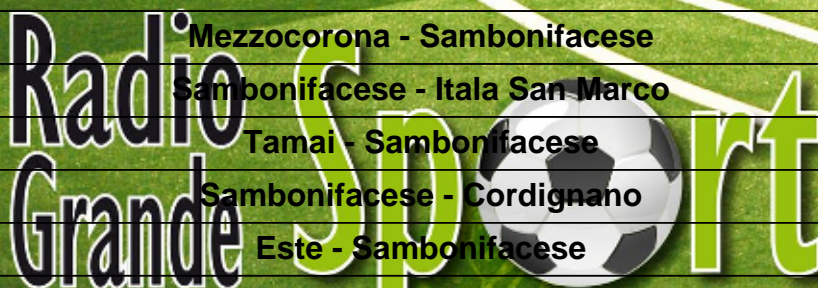 Radio
Grande
Sport
Mezzocorona - Sambonifacese
Sambonifacese - Itala San Marco
Tamai - Sambonifacese
Sambonifacese - Cordignano
Este - Sambonifacese